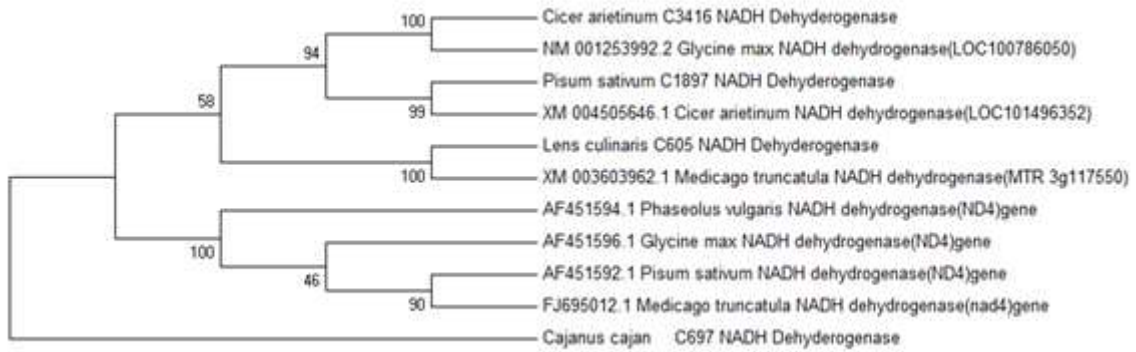 100
Cicer arietinum C3416 NADH Dehyderogenase
94
NM 001253992.2 Glycine max NADH dehydrogenase(LOC100786050)
58
Pisum sativum C1897 NADH Dehyderogenase
99
XM 004505646.1 Cicer arietinum NADH dehydrogenase(LOC101496352)
Lens culinaris C605 NADH Dehyderogenase
100
XM 003603962.1 Medicago truncatula NADH dehydrogenase(MTR 3g117550)
AF451594.1 Phaseolus vulgaris NADH dehydrogenase(ND4)gene
100
AF451596.1 Glycine max NADH dehydrogenase(ND4)gene
46
AF451592.1 Pisum sativum NADH dehydrogenase(ND4)gene
90
FJ695012.1 Medicago truncatula NADH dehydrogenase(nad4)gene
Cajanus cajan C697 NADH Dehyderogenase